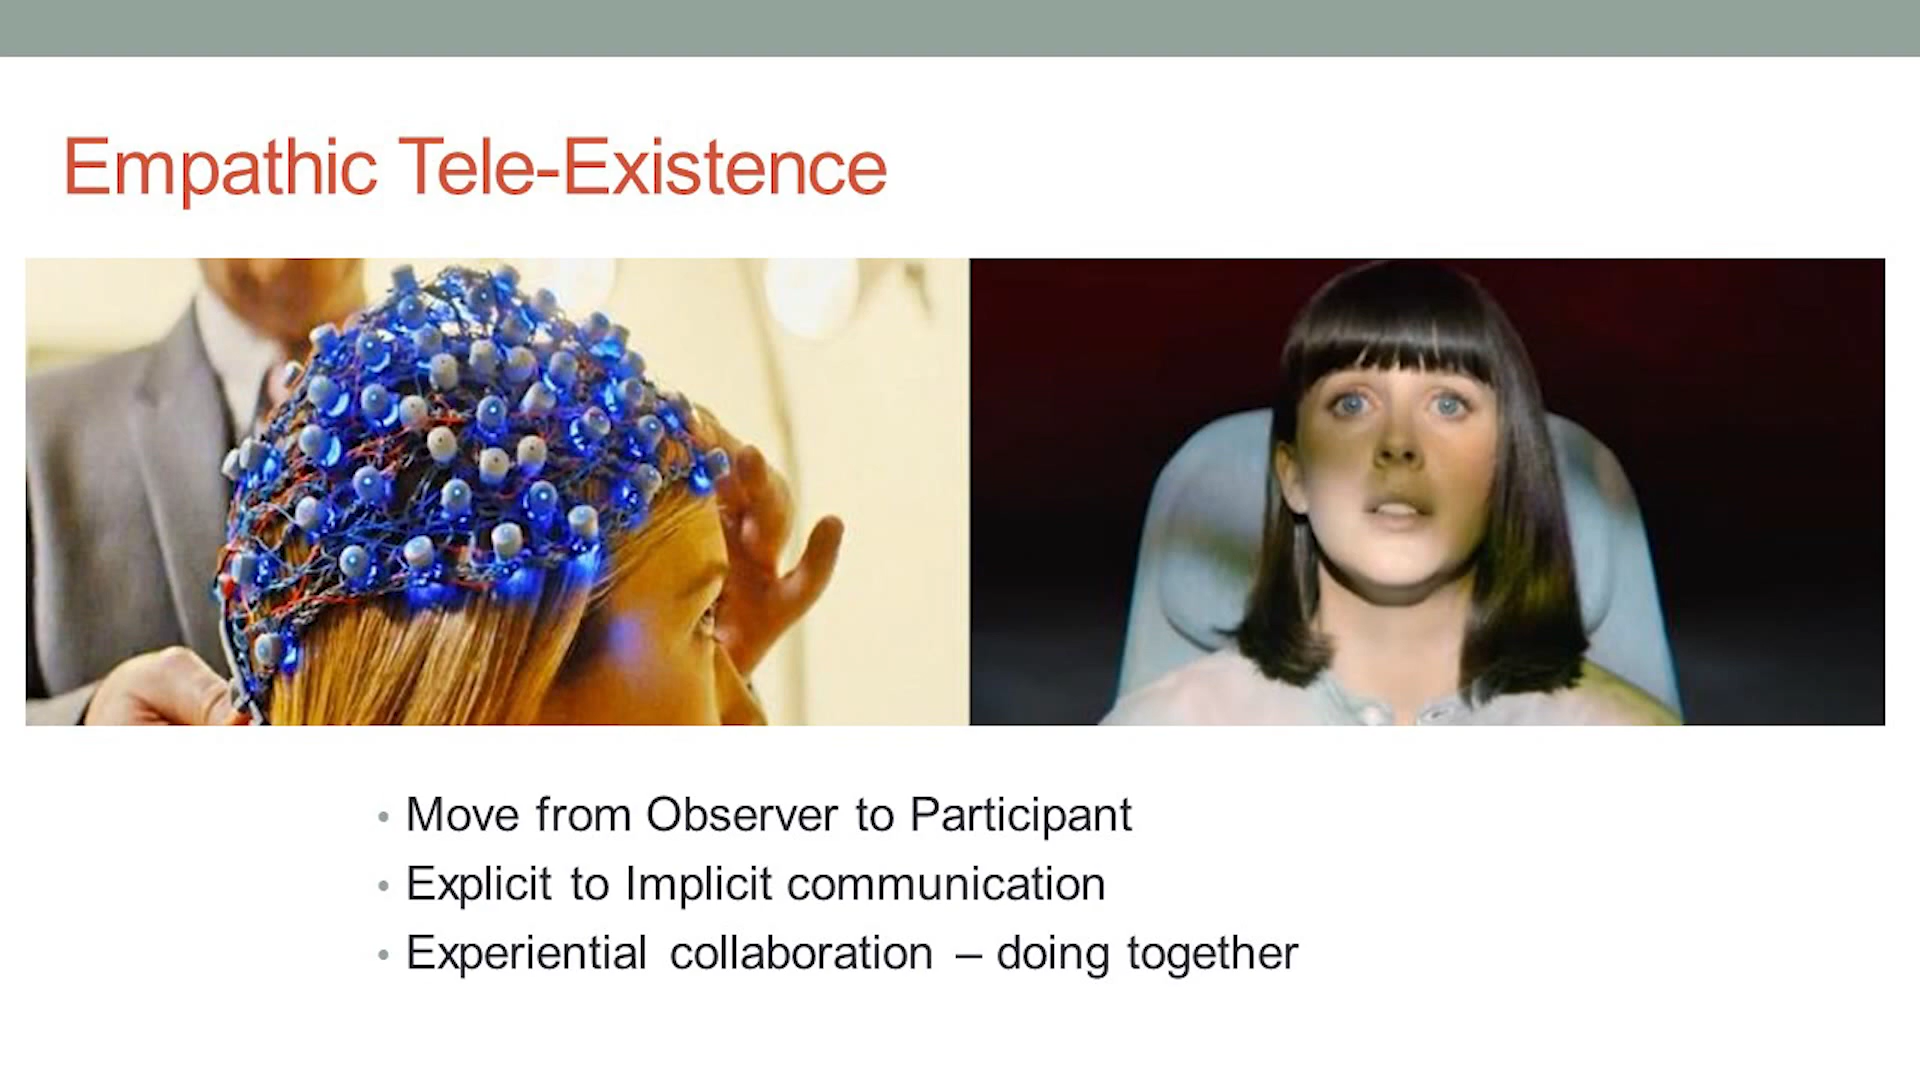 Empathic Tele-Existence
• Move from Observer to Participant
• Explicit to Implicit communication
• Experiential collaboration – doing together